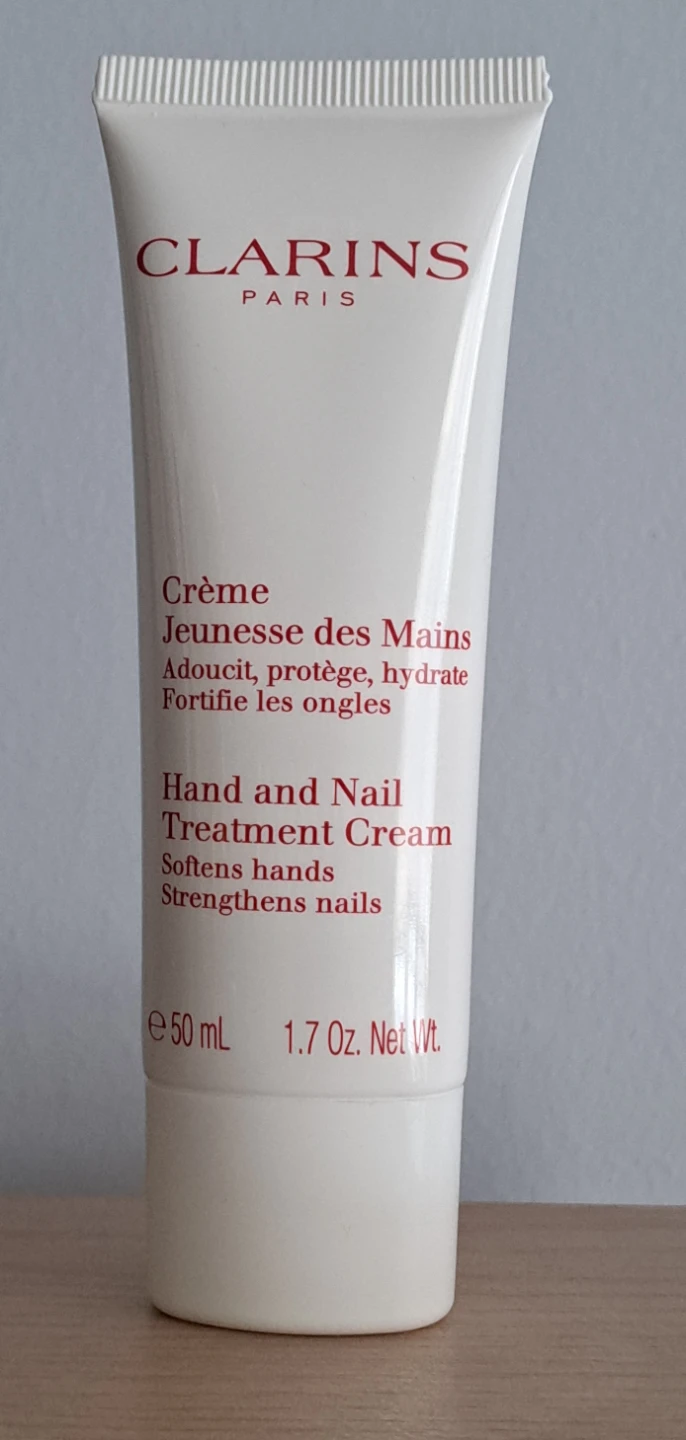 CLARINS
PARIS
Crème
Jeunesse des Mains
Adoucit, protège, hydrate
Fortifie les ongles
Hand and Nail
Treatment Cream
Softens hands
Strengthens nails
℮ 50 mL 1.7 Oz. Net Wt.